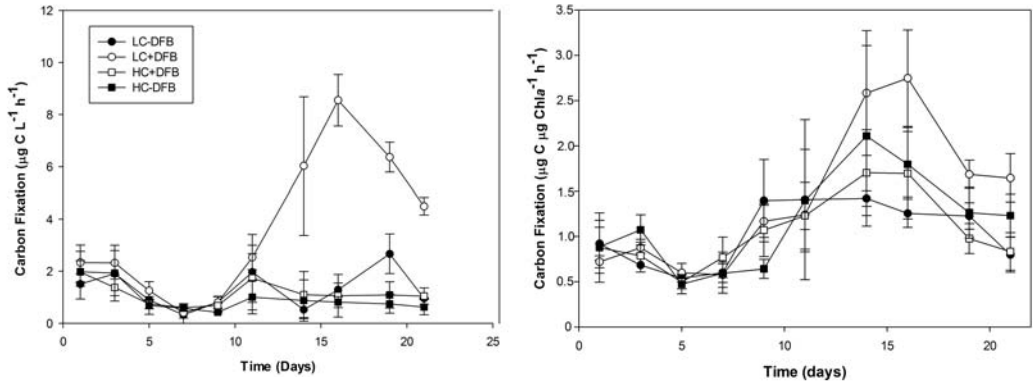 12
10
8
6
4
2
0
Carbon Fixation (µg C L⁻¹ h⁻¹)
LC-DFB
LC+DFB
HC+DFB
HC-DFB
0 5 10 15 20 25
Time (Days)
3.5
3.0
2.5
2.0
1.5
1.0
0.5
0.0
Carbon Fixation (µg C µg Chla⁻¹ h⁻¹)
0 5 10 15 20
Time (days)